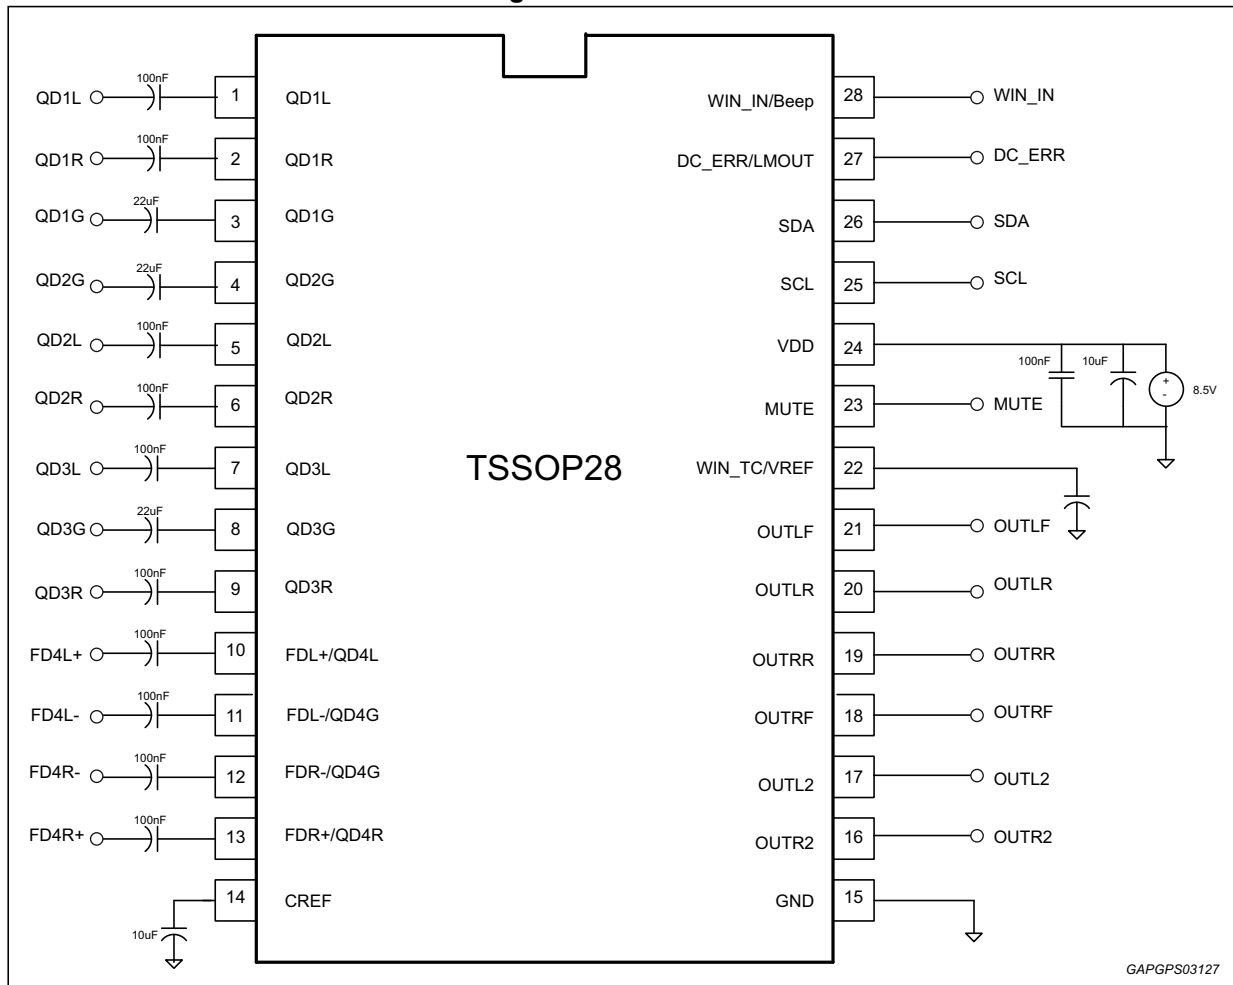 100nF
QD1L
1
QD1L
WIN_IN/Beep
28
WIN_IN
100nF
QD1R
2
QD1R
DC_ERR/LMOUT
27
DC_ERR
22uF
QD1G
3
QD1G
SDA
26
SDA
22uF
QD2G
4
QD2G
SCL
25
SCL
100nF
QD2L
5
QD2L
VDD
24
100nF
10uF
+
-
8.5V
100nF
QD2R
6
QD2R
MUTE
23
MUTE
100nF
QD3L
7
QD3L
TSSOP28
WIN_TC/VREF
22
22uF
QD3G
8
QD3G
OUTLF
21
OUTLF
100nF
QD3R
9
QD3R
OUTLR
20
OUTLR
100nF
FD4L+
10
FDL+/QD4L
OUTRR
19
OUTRR
100nF
FD4L-
11
FDL-/QD4G
OUTRF
18
OUTRF
100nF
FD4R-
12
FDR-/QD4G
OUTL2
17
OUTL2
100nF
FD4R+
13
FDR+/QD4R
OUTR2
16
OUTR2
14
CREF
GND
15
10uF
GAPGPS03127